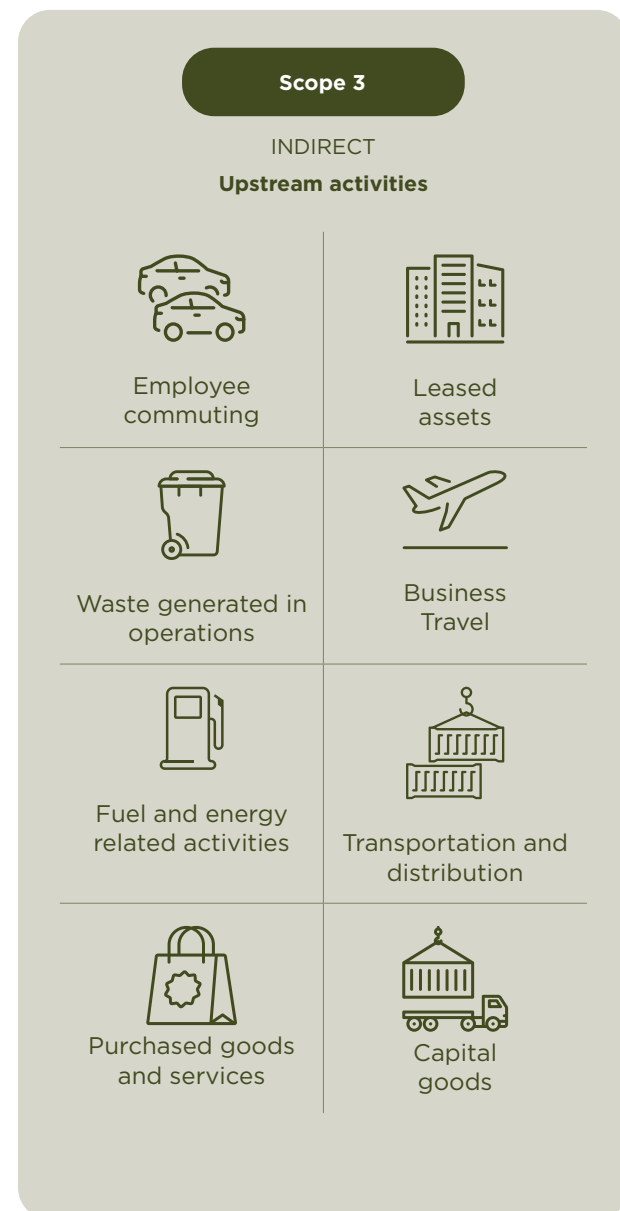 Scope 3
INDIRECT
Upstream activities
Employee
commuting
Leased
assets
Waste generated in
operations
Business
Travel
Fuel and energy
related activities
Transportation and
distribution
Purchased goods
and services
Capital
goods